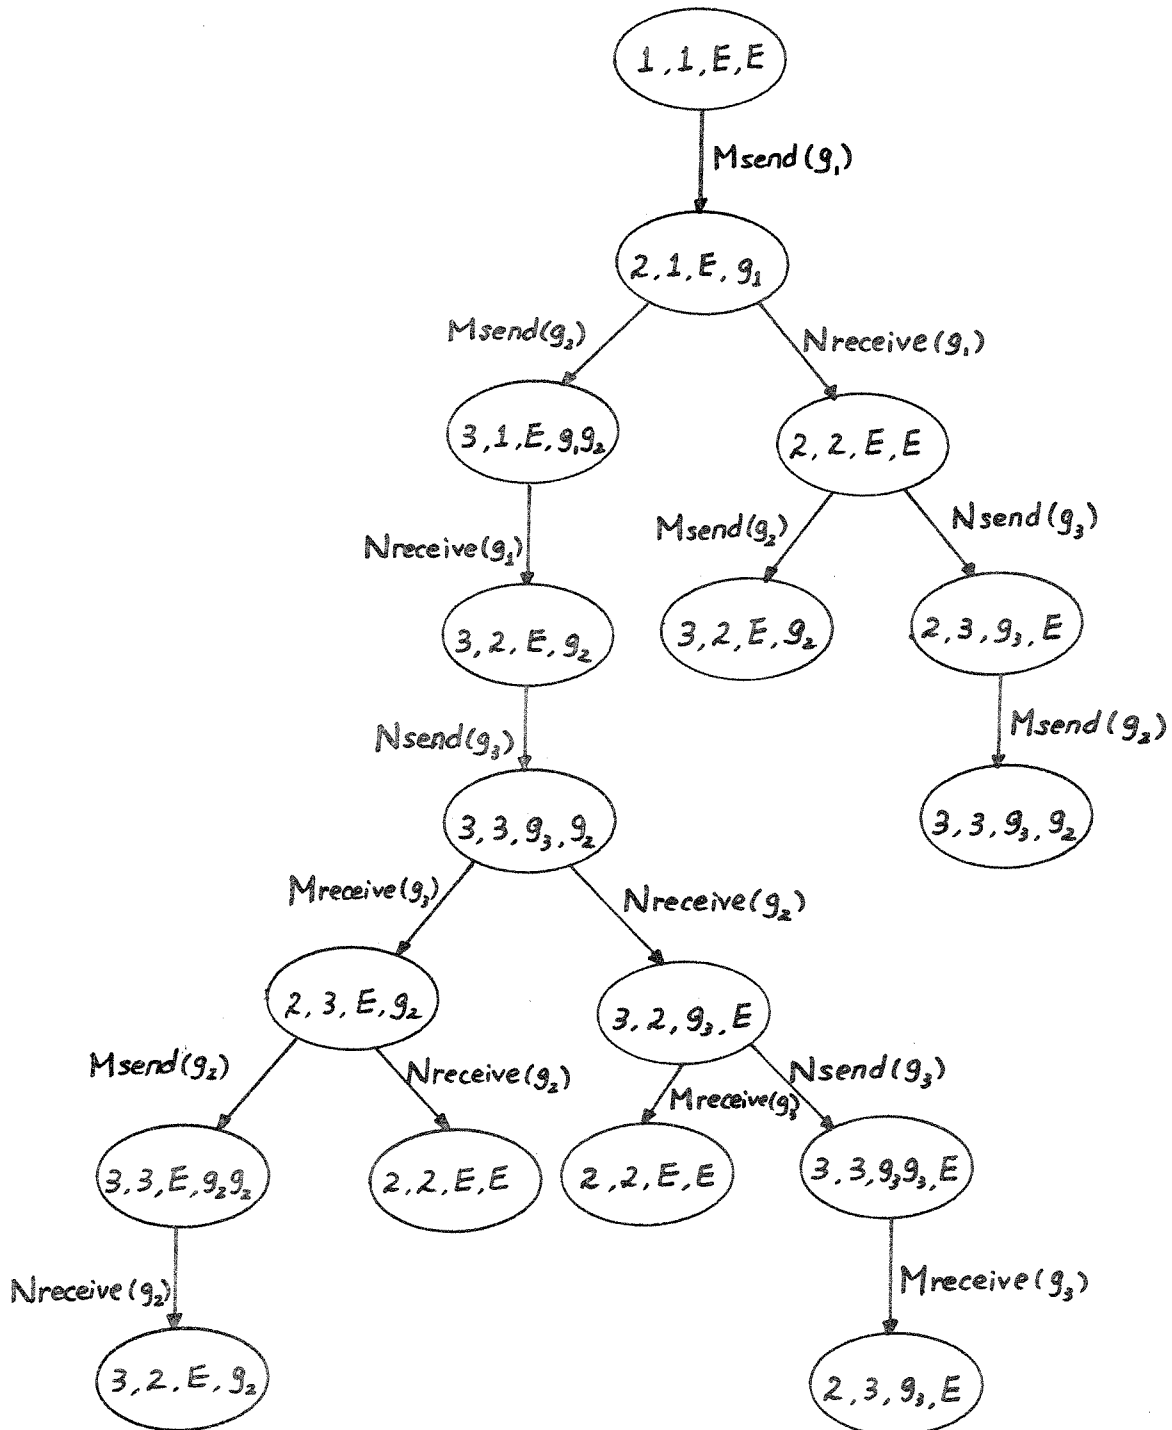 1,1,E,E
Msend(g₁)
2,1,E,g₁
Msend(g₂)
Nreceive(g₁)
3,1,E,g₁g₂
2,2,E,E
Nreceive(g₁)
Msend(g₂)
Nsend(g₃)
3,2,E,g₂
3,2,E,g₂
2,3,g₃,E
Nsend(g₃)
Msend(g₂)
3,3,g₃,g₂
3,3,g₃,g₂
Mreceive(g₃)
Nreceive(g₂)
2,3,E,g₂
3,2,g₃,E
Msend(g₂)
Nreceive(g₂)
Mreceive(g₃)
Nsend(g₃)
3,3,E,g₂g₂
2,2,E,E
2,2,E,E
3,3,g₃g₃,E
Nreceive(g₂)
Mreceive(g₃)
3,2,E,g₂
2,3,g₃,E